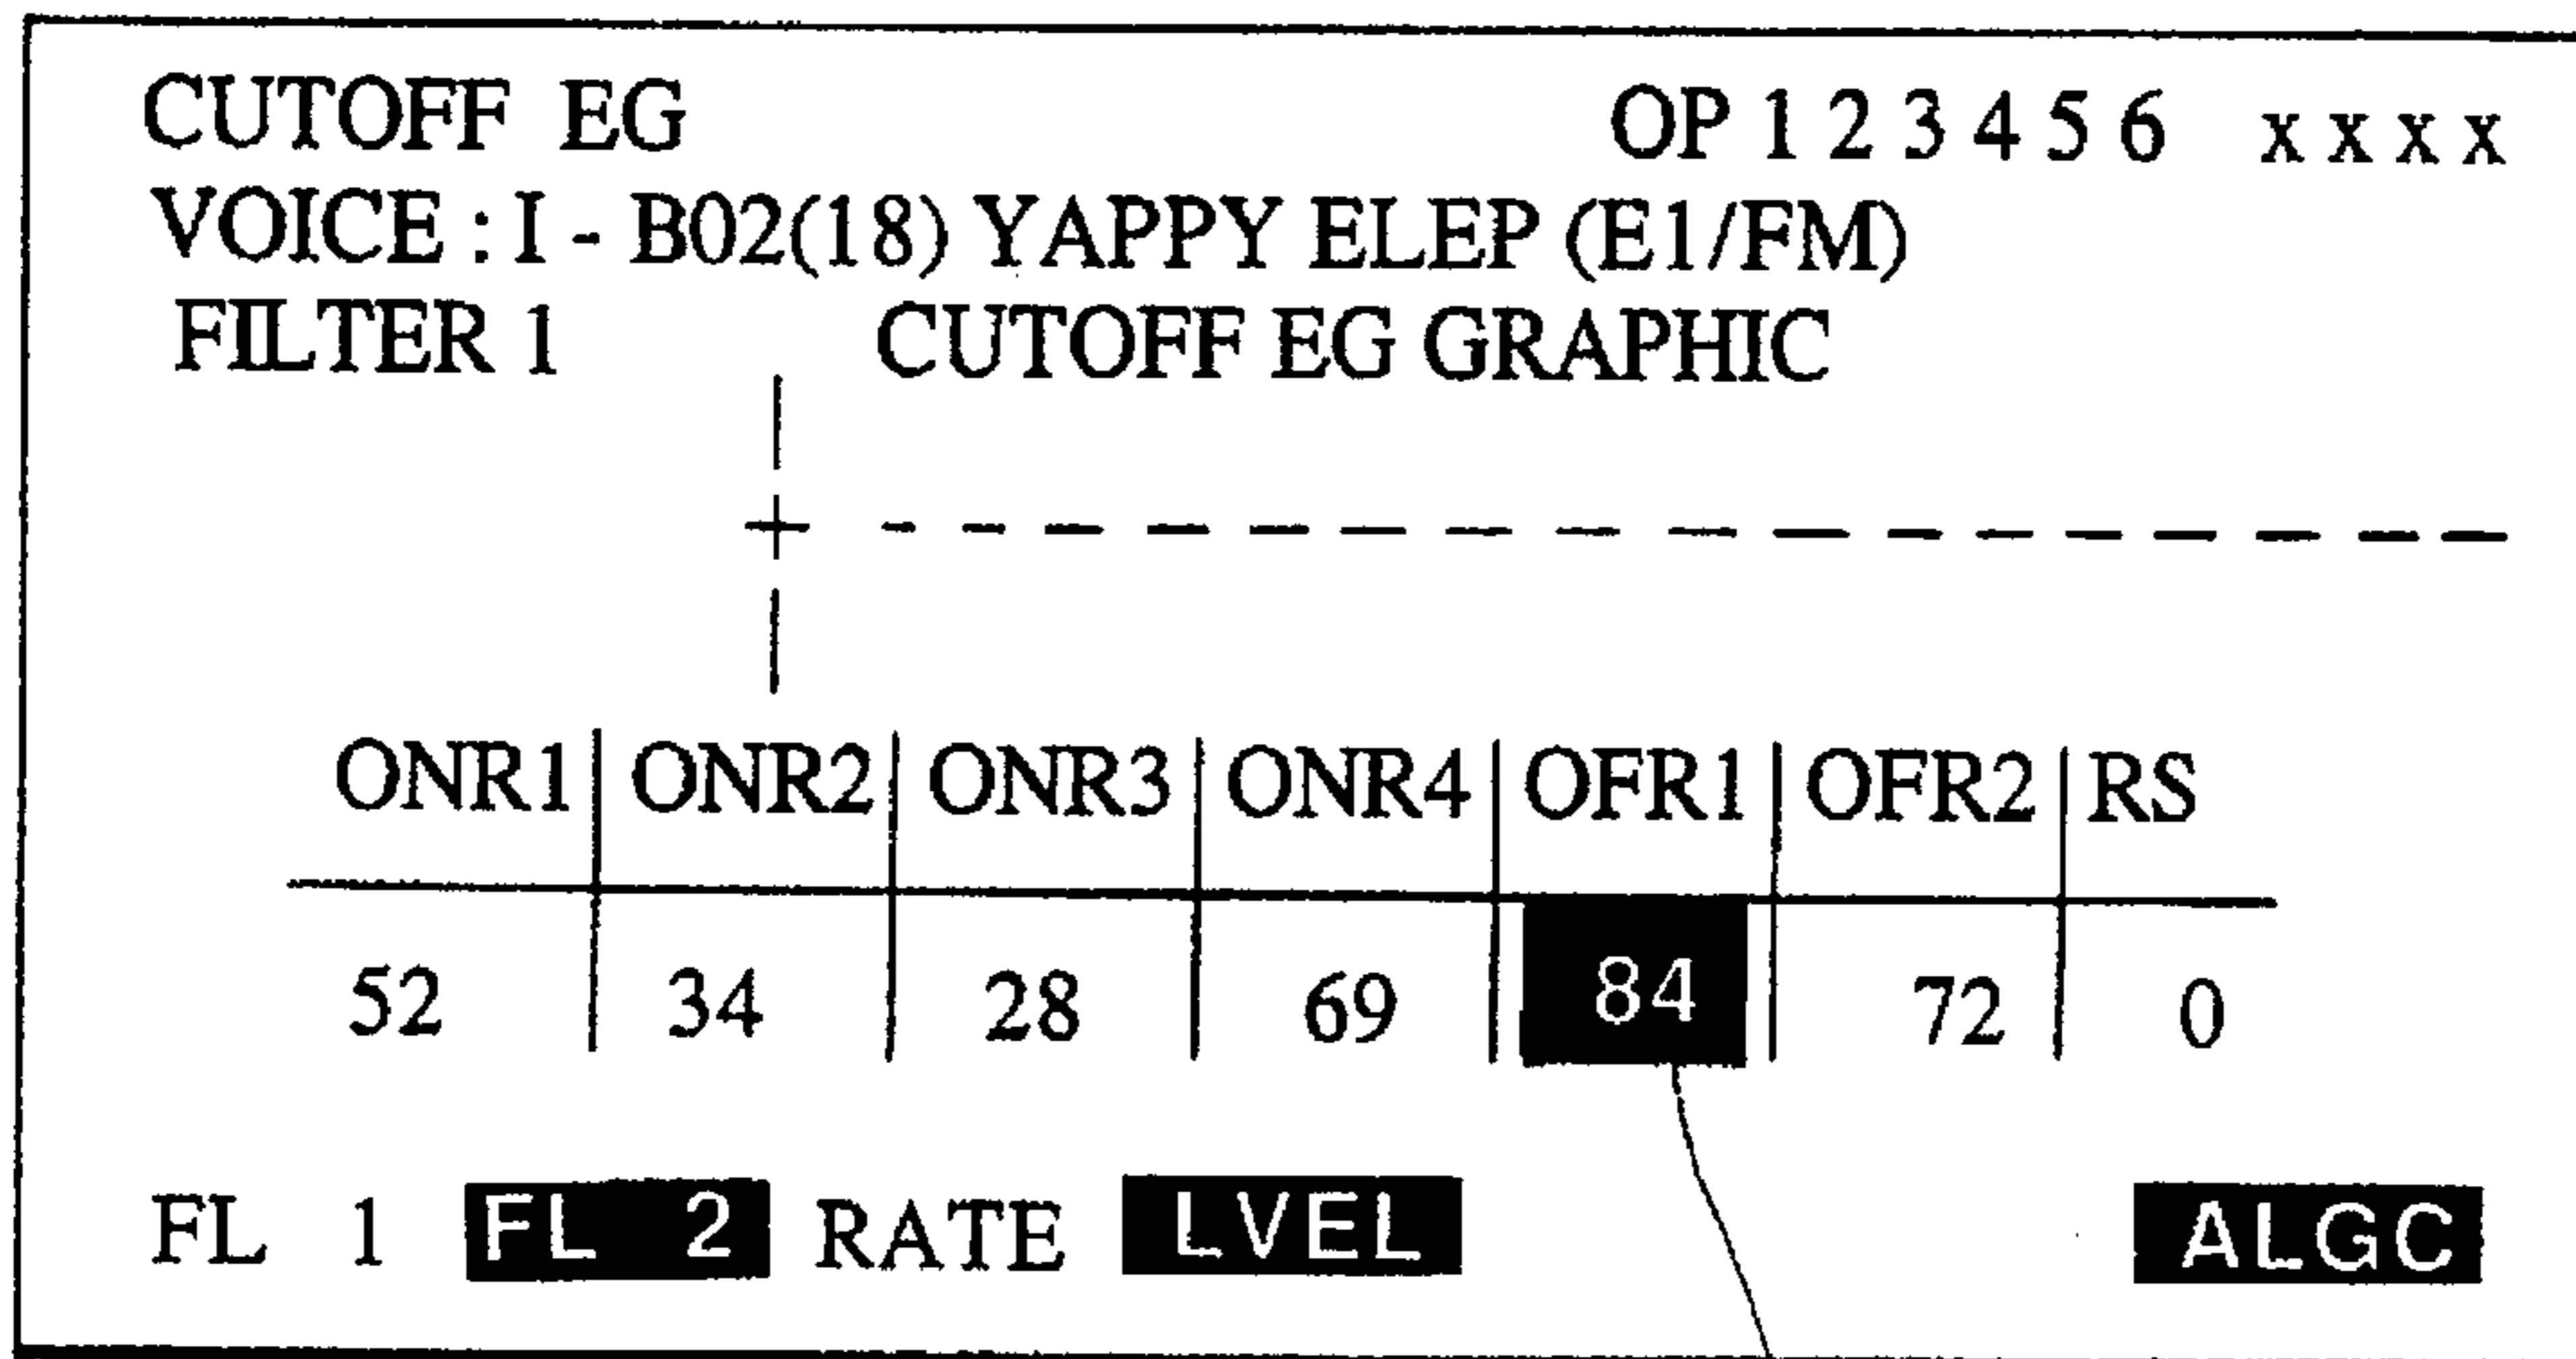 CUTOFF EG OP 1 2 3 4 5 6 x x x x
VOICE : I - B02(18) YAPPY ELEP (E1/FM)
FILTER 1 CUTOFF EG GRAPHIC
ONR1 ONR2 ONR3 ONR4 OFR1 OFR2 RS
52 34 28 69 84 72 0
FL 1 FL 2 RATE LVEL ALGC